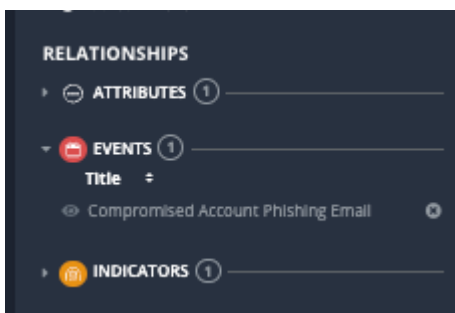 RELATIONSHIPS
ATTRIBUTES 1
EVENTS 1
Title
Compromised Account Phishing Email
INDICATORS 1